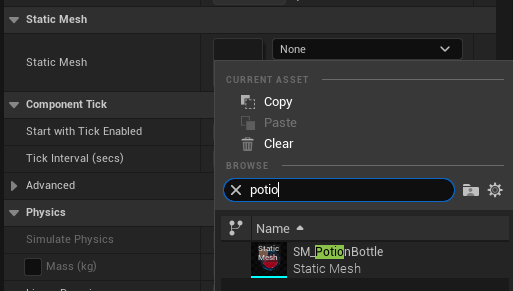 Static Mesh
Static Mesh
None
CURRENT ASSET
Component Tick
Copy
Start with Tick Enabled
Paste
Tick Interval (secs)
Clear
BROWSE
Advanced
potio
Physics
Simulate Physics
Name
Mass (kg)
Static Mesh
SM_PotionBottle
Static Mesh